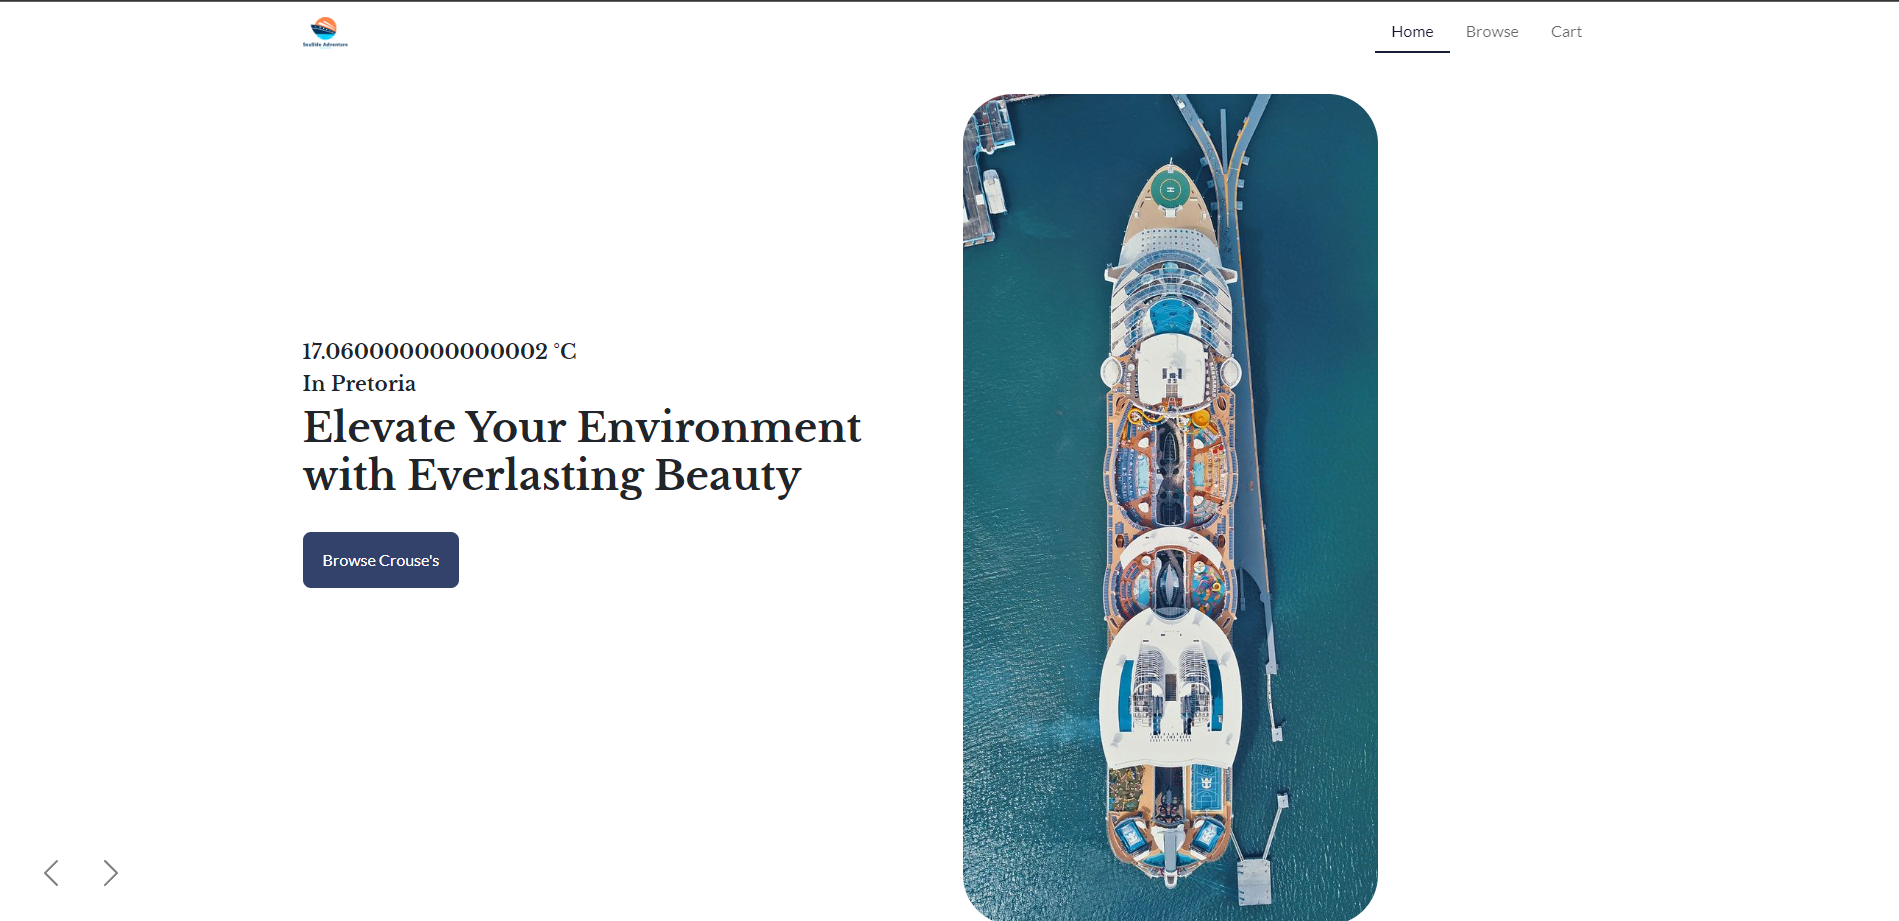 SeaSide Adventure
Home Browse Cart
17.060000000000002 °C
In Pretoria
Elevate Your Environment
with Everlasting Beauty
Browse Crouse's
H